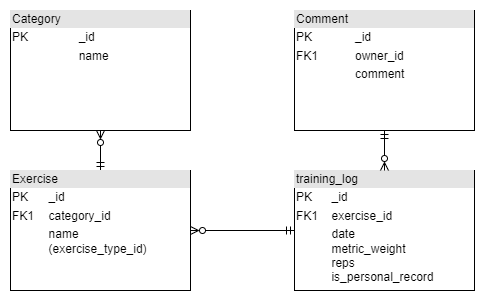 Category
PK _id
name
Comment
PK _id
FK1 owner_id
comment
Exercise
PK _id
FK1 category_id
name
(exercise_type_id)
training_log
PK _id
FK1 exercise_id
date
metric_weight
reps
is_personal_record